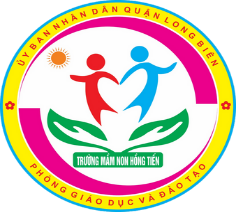 ỦY BAN NHÂN DÂN QUẬN LONG BIÊN
TRƯỜNG MẦM NON HỒNG TIẾN
PHÒNG GIÁO DỤC VÀ ĐÀO TẠO